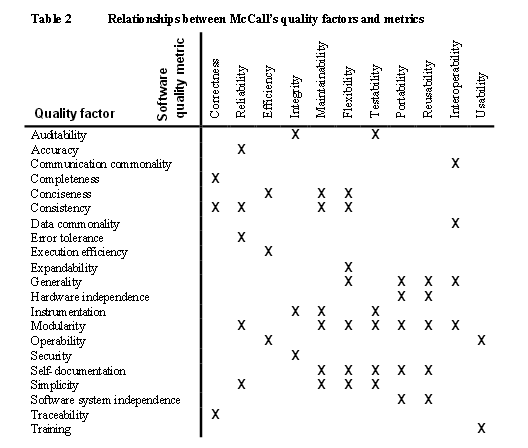 Table 2 Relationships between McCall's quality factors and metrics
Quality factor Software quality metric Correctness Reliability Efficiency Integrity Maintainability Flexibility Testability Portability Reusability Interoperability Usability
Auditability X X
Accuracy X
Communication commonality X
Completeness X
Conciseness X X X
Consistency X X X X
Data commonality X
Error tolerance X
Execution efficiency X
Expandability X
Generality X X X X
Hardware independence X X
Instrumentation X X X
Modularity X X X X X X X
Operability X X
Security X
Self-documentation X X X X X
Simplicity X X X X
Software system independence X X
Traceability X
Training X